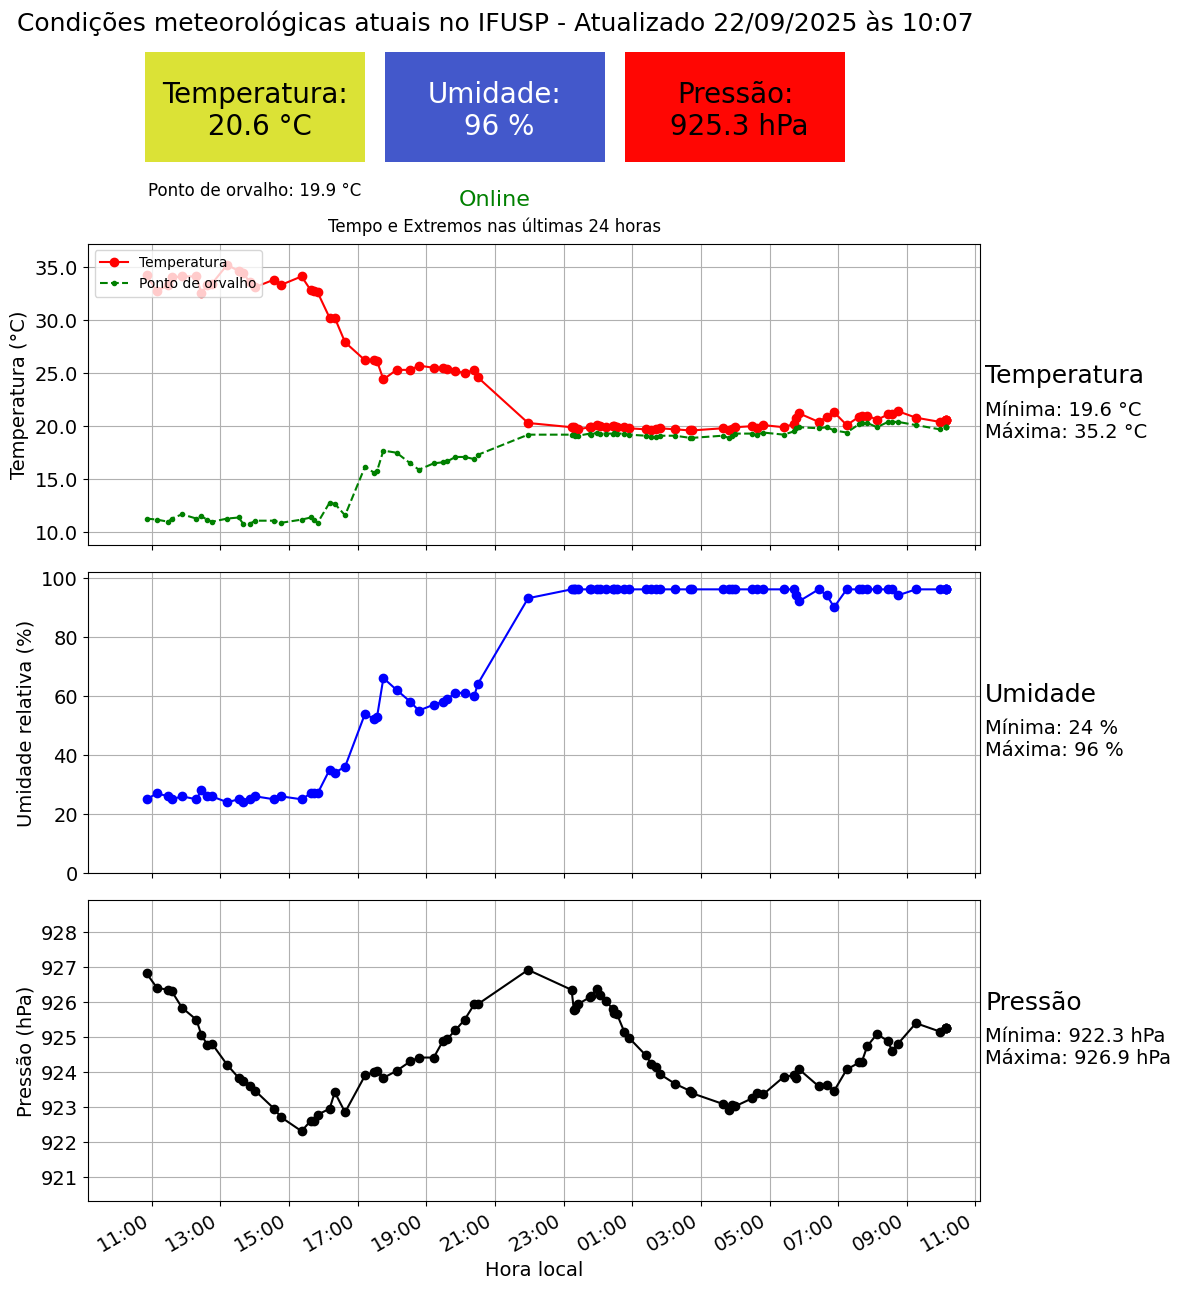 Condições meteorológicas atuais no IFUSP - Atualizado 22/09/2025 às 10:07
Temperatura:
20.6 °C
Umidade:
96 %
Pressão:
925.3 hPa
Ponto de orvalho: 19.9 °C
Online
Tempo e Extremos nas últimas 24 horas
Temperatura
Ponto de orvalho
35.0
30.0
25.0
20.0
15.0
10.0
Temperatura (°C)
Temperatura
Mínima: 19.6 °C
Máxima: 35.2 °C
100
80
60
40
20
0
Umidade relativa (%)
Umidade
Mínima: 24 %
Máxima: 96 %
928
927
926
925
924
923
922
921
Pressão (hPa)
Pressão
Mínima: 922.3 hPa
Máxima: 926.9 hPa
11:00 13:00 15:00 17:00 19:00 21:00 23:00 01:00 03:00 05:00 07:00 09:00 11:00
Hora local